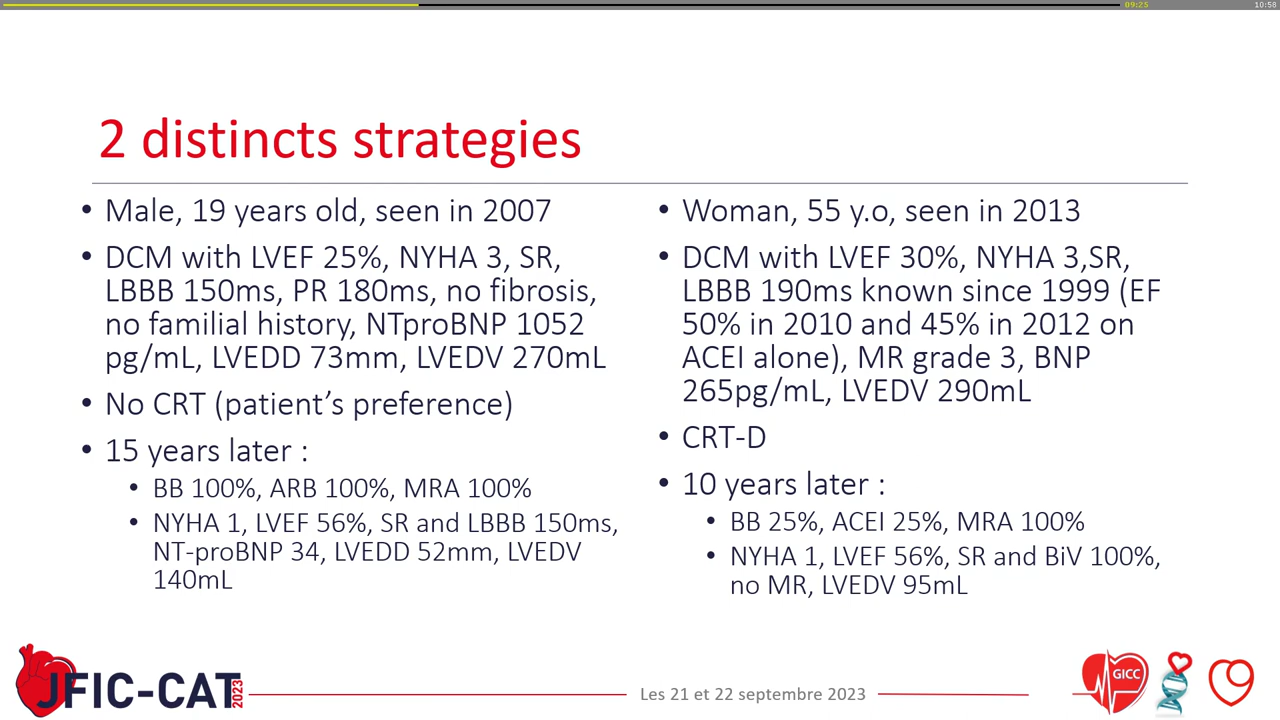 09:25
10:58
2 distincts strategies
• Male, 19 years old, seen in 2007
• DCM with LVEF 25%, NYHA 3, SR,
LBBB 150ms, PR 180ms, no fibrosis,
no familial history, NTproBNP 1052
pg/mL, LVEDD 73mm, LVEDV 270mL
• No CRT (patient’s preference)
• 15 years later :
• BB 100%, ARB 100%, MRA 100%
• NYHA 1, LVEF 56%, SR and LBBB 150ms,
NT-proBNP 34, LVEDD 52mm, LVEDV
140mL
• Woman, 55 y.o, seen in 2013
• DCM with LVEF 30%, NYHA 3,SR,
LBBB 190ms known since 1999 (EF
50% in 2010 and 45% in 2012 on
ACEI alone), MR grade 3, BNP
265pg/mL, LVEDV 290mL
• CRT-D
• 10 years later :
• BB 25%, ACEI 25%, MRA 100%
• NYHA 1, LVEF 56%, SR and BiV 100%,
no MR, LVEDV 95mL
JFIC-CAT 2023
Les 21 et 22 septembre 2023
GICC